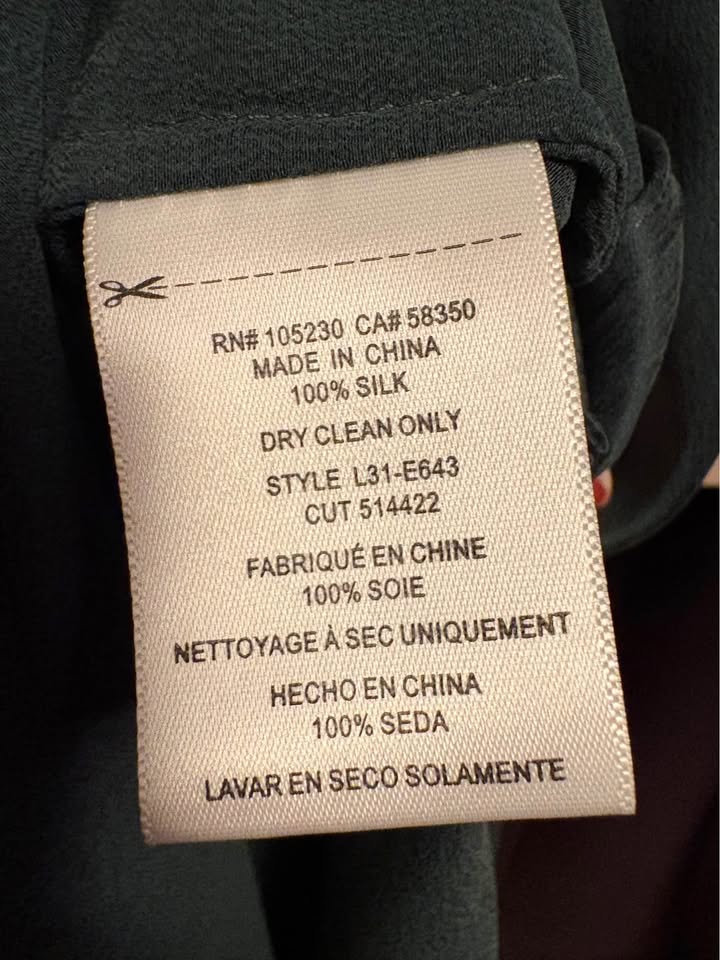 RN# 105230 CA# 58350
MADE IN CHINA
100% SILK
DRY CLEAN ONLY
STYLE L31-E643
CUT 514422
FABRIQUÉ EN CHINE
100% SOIE
NETTOYAGE À SEC UNIQUEMENT
HECHO EN CHINA
100% SEDA
LAVAR EN SECO SOLAMENTE